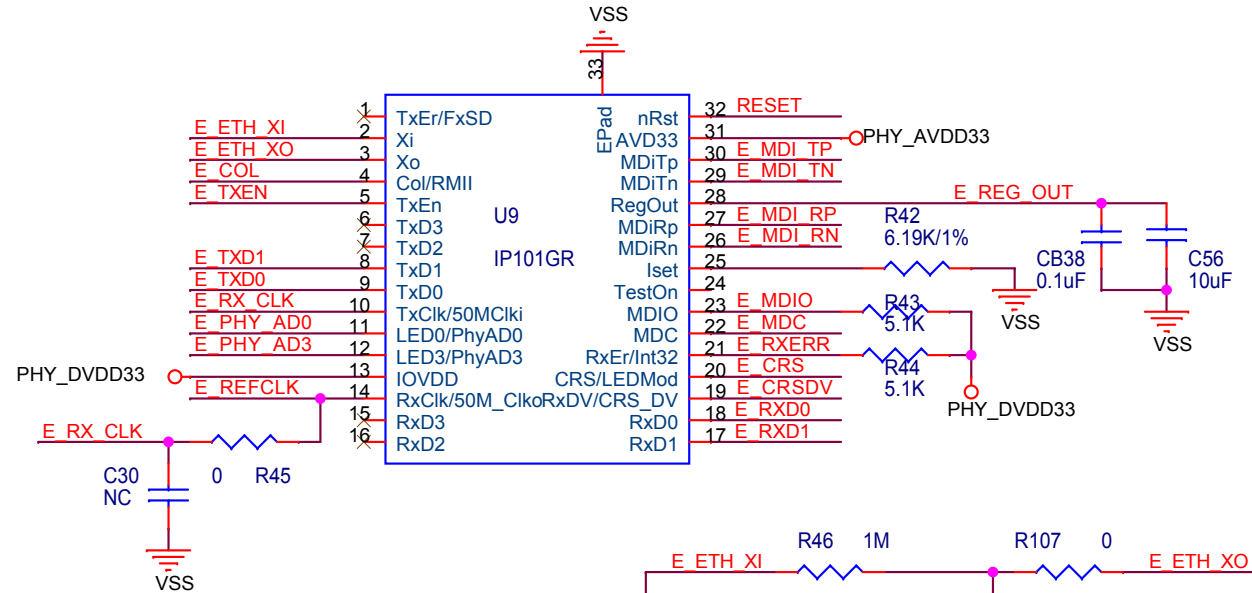 VSS
33
1 TxEr/FxSD EPad nRst 32 RESET
E_ETH_XI 2 Xi AVD33 31 PHY_AVDD33
E_ETH_XO 3 Xo MDiTp 30 E_MDI_TP
E_COL 4 Col/RMII MDiTn 29 E_MDI_TN
E_TXEN 5 TxEn RegOut 28 E_REG_OUT
6 TxD3 U9 MDiRp 27 E_MDI_RP R42
7 TxD2 IP101GR MDiRn 26 E_MDI_RN 6.19K/1%
E_TXD1 8 TxD1 Iset 25 CB38 C56
E_TXD0 9 TxD0 TestOn 24 0.1uF 10uF
E_RX_CLK 10 TxClk/50MClki MDIO 23 E_MDIO R43 VSS
E_PHY_AD0 11 LED0/PhyAD0 MDC 22 E_MDC 5.1K VSS
E_PHY_AD3 12 LED3/PhyAD3 RxEr/Int32 21 E_RXERR
PHY_DVDD33 13 IOVDD CRS/LEDMod 20 E_CRS R44
E_REFCLK 14 RxClk/50M_ClkoRxDV/CRS_DV 19 E_CRSDV 5.1K PHY_DVDD33
15 RxD3 RxD0 18 E_RXD0
E_RX_CLK 16 RxD2 RxD1 17 E_RXD1
C30 0 R45
NC
VSS
R46 1M R107 0
E_ETH_XI E_ETH_XO